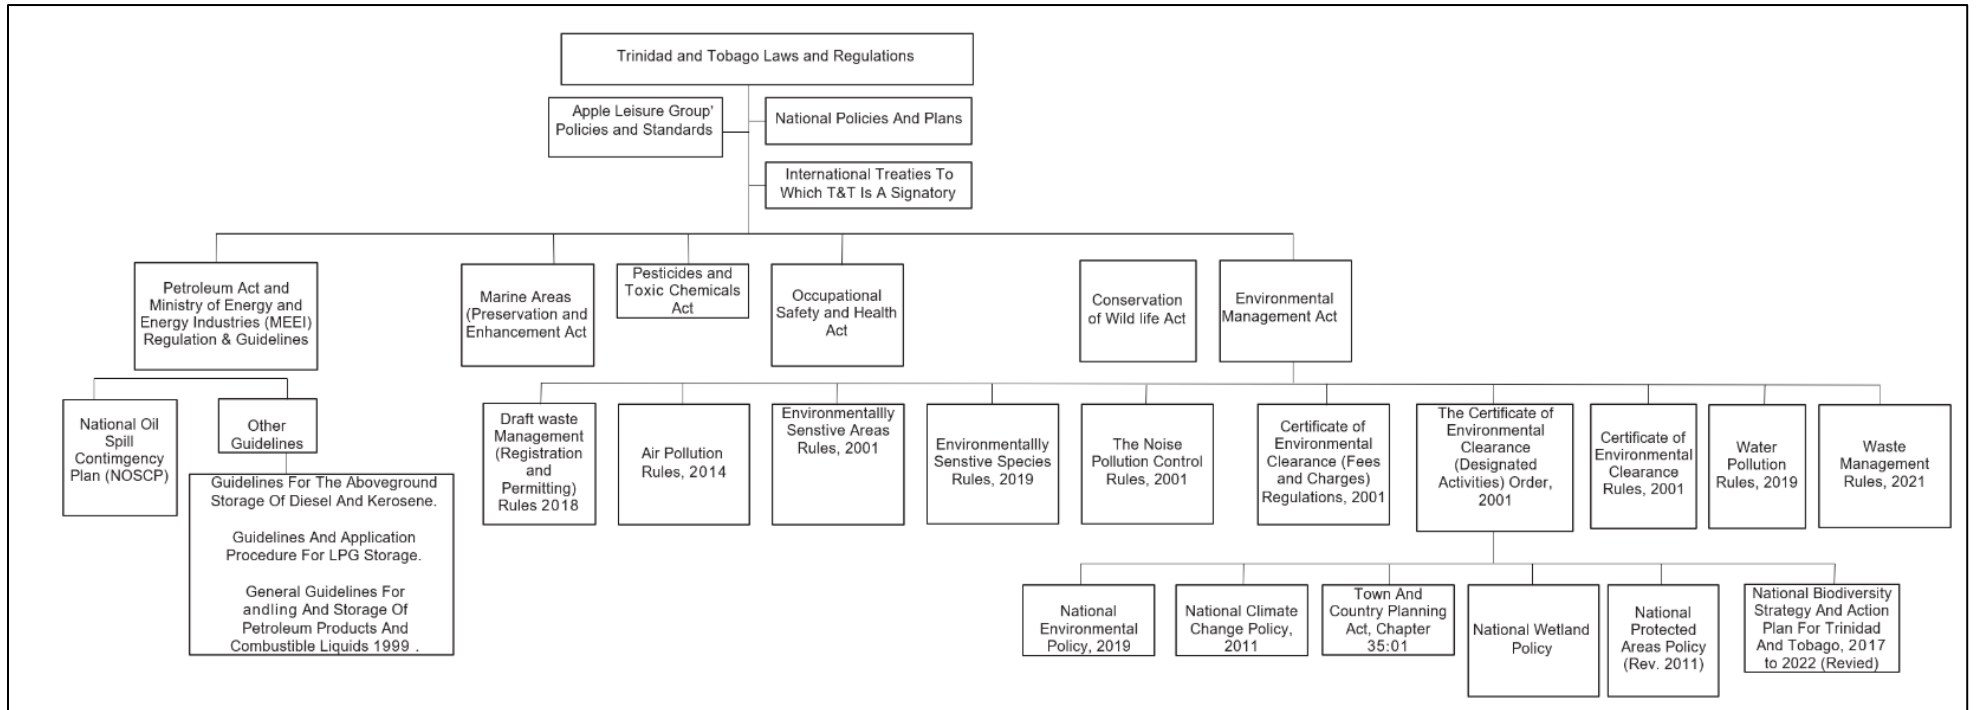 Trinidad and Tobago Laws and Regulations
Apple Leisure Group'
Policies and Standards
National Policies And Plans
International Treaties To
Which T&T Is A Signatory
Petroleum Act and
Ministry of Energy and
Energy Industries (MEEI)
Regulation & Guidelines
Marine Areas
(Preservation and
Enhancement Act
Pesticides and
Toxic Chemicals
Act
Occupational
Safety and Health
Act
Conservation
of Wild life Act
Environmental
Management Act
National Oil
Spill
Contimgency
Plan (NOSCP)
Other
Guidelines
Guidelines For The Aboveground
Storage Of Diesel And Kerosene.
Guidelines And Application
Procedure For LPG Storage.
General Guidelines For
andling And Storage Of
Petroleum Products And
Combustible Liquids 1999 .
Draft waste
Management
(Registration
and
Permitting)
Rules 2018
Air Pollution
Rules, 2014
Environmentallly
Senstive Areas
Rules, 2001
Environmentallly
Senstive Species
Rules, 2019
The Noise
Pollution Control
Rules, 2001
Certificate of
Environmental
Clearance (Fees
and Charges)
Regulations, 2001
The Certificate of
Environmental
Clearance
(Designated
Activities) Order,
2001
Certificate of
Environmental
Clearance
Rules, 2001
Water
Pollution
Rules, 2019
Waste
Management
Rules, 2021
National
Environmental
Policy, 2019
National Climate
Change Policy,
2011
Town And
Country Planning
Act, Chapter
35:01
National Wetland
Policy
National
Protected
Areas Policy
(Rev. 2011)
National Biodiversity
Strategy And Action
Plan For Trinidad
And Tobago, 2017
to 2022 (Revied)